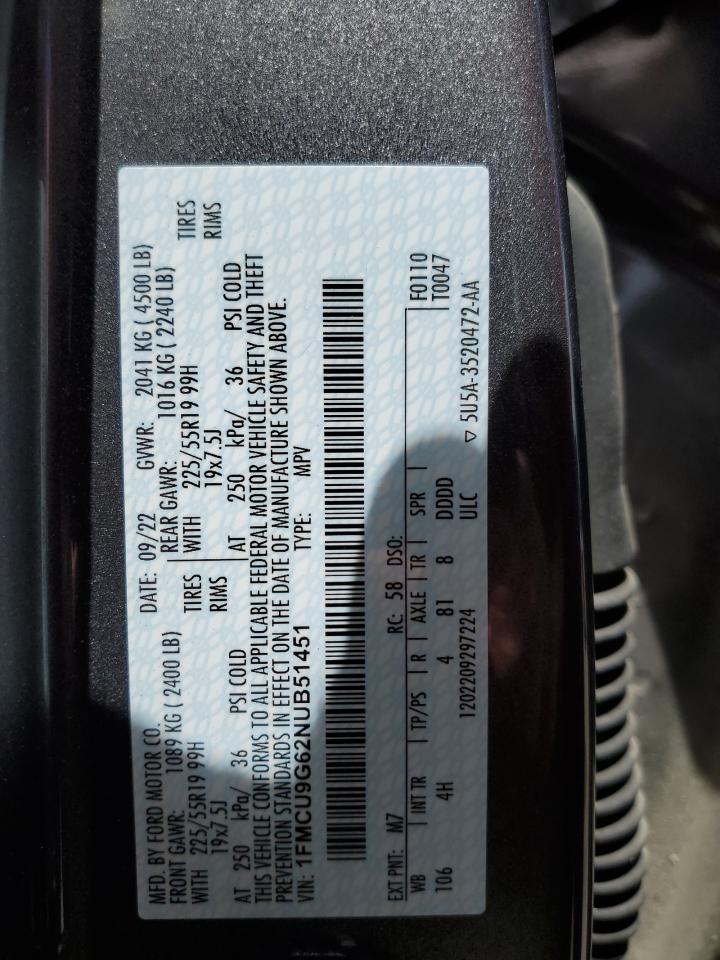 MFD. BY FORD MOTOR CO. DATE: 09/22 GVWR: 2041 KG ( 4500 LB)
FRONT GAWR: 1089 KG ( 2400 LB) REAR GAWR: 1016 KG ( 2240 LB)
WITH 225/55R19 99H TIRES WITH 225/55R19 99H TIRES
19x7.5J RIMS 19x7.5J RIMS
AT 250 kPa/ 36 PSI COLD AT 250 kPa/ 36 PSI COLD
THIS VEHICLE CONFORMS TO ALL APPLICABLE FEDERAL MOTOR VEHICLE SAFETY AND THEFT
PREVENTION STANDARDS IN EFFECT ON THE DATE OF MANUFACTURE SHOWN ABOVE.
VIN: 1FMCU9G62NUB51451 TYPE: MPV
EXT PNT: M7 RC: 58 DSO: F0110
WB INT TR TP/PS R AXLE TR SPR T0047
106 4H 4 81 8 DDDD
1202209297224 ULC ▽ 5U5A-3520472-AA